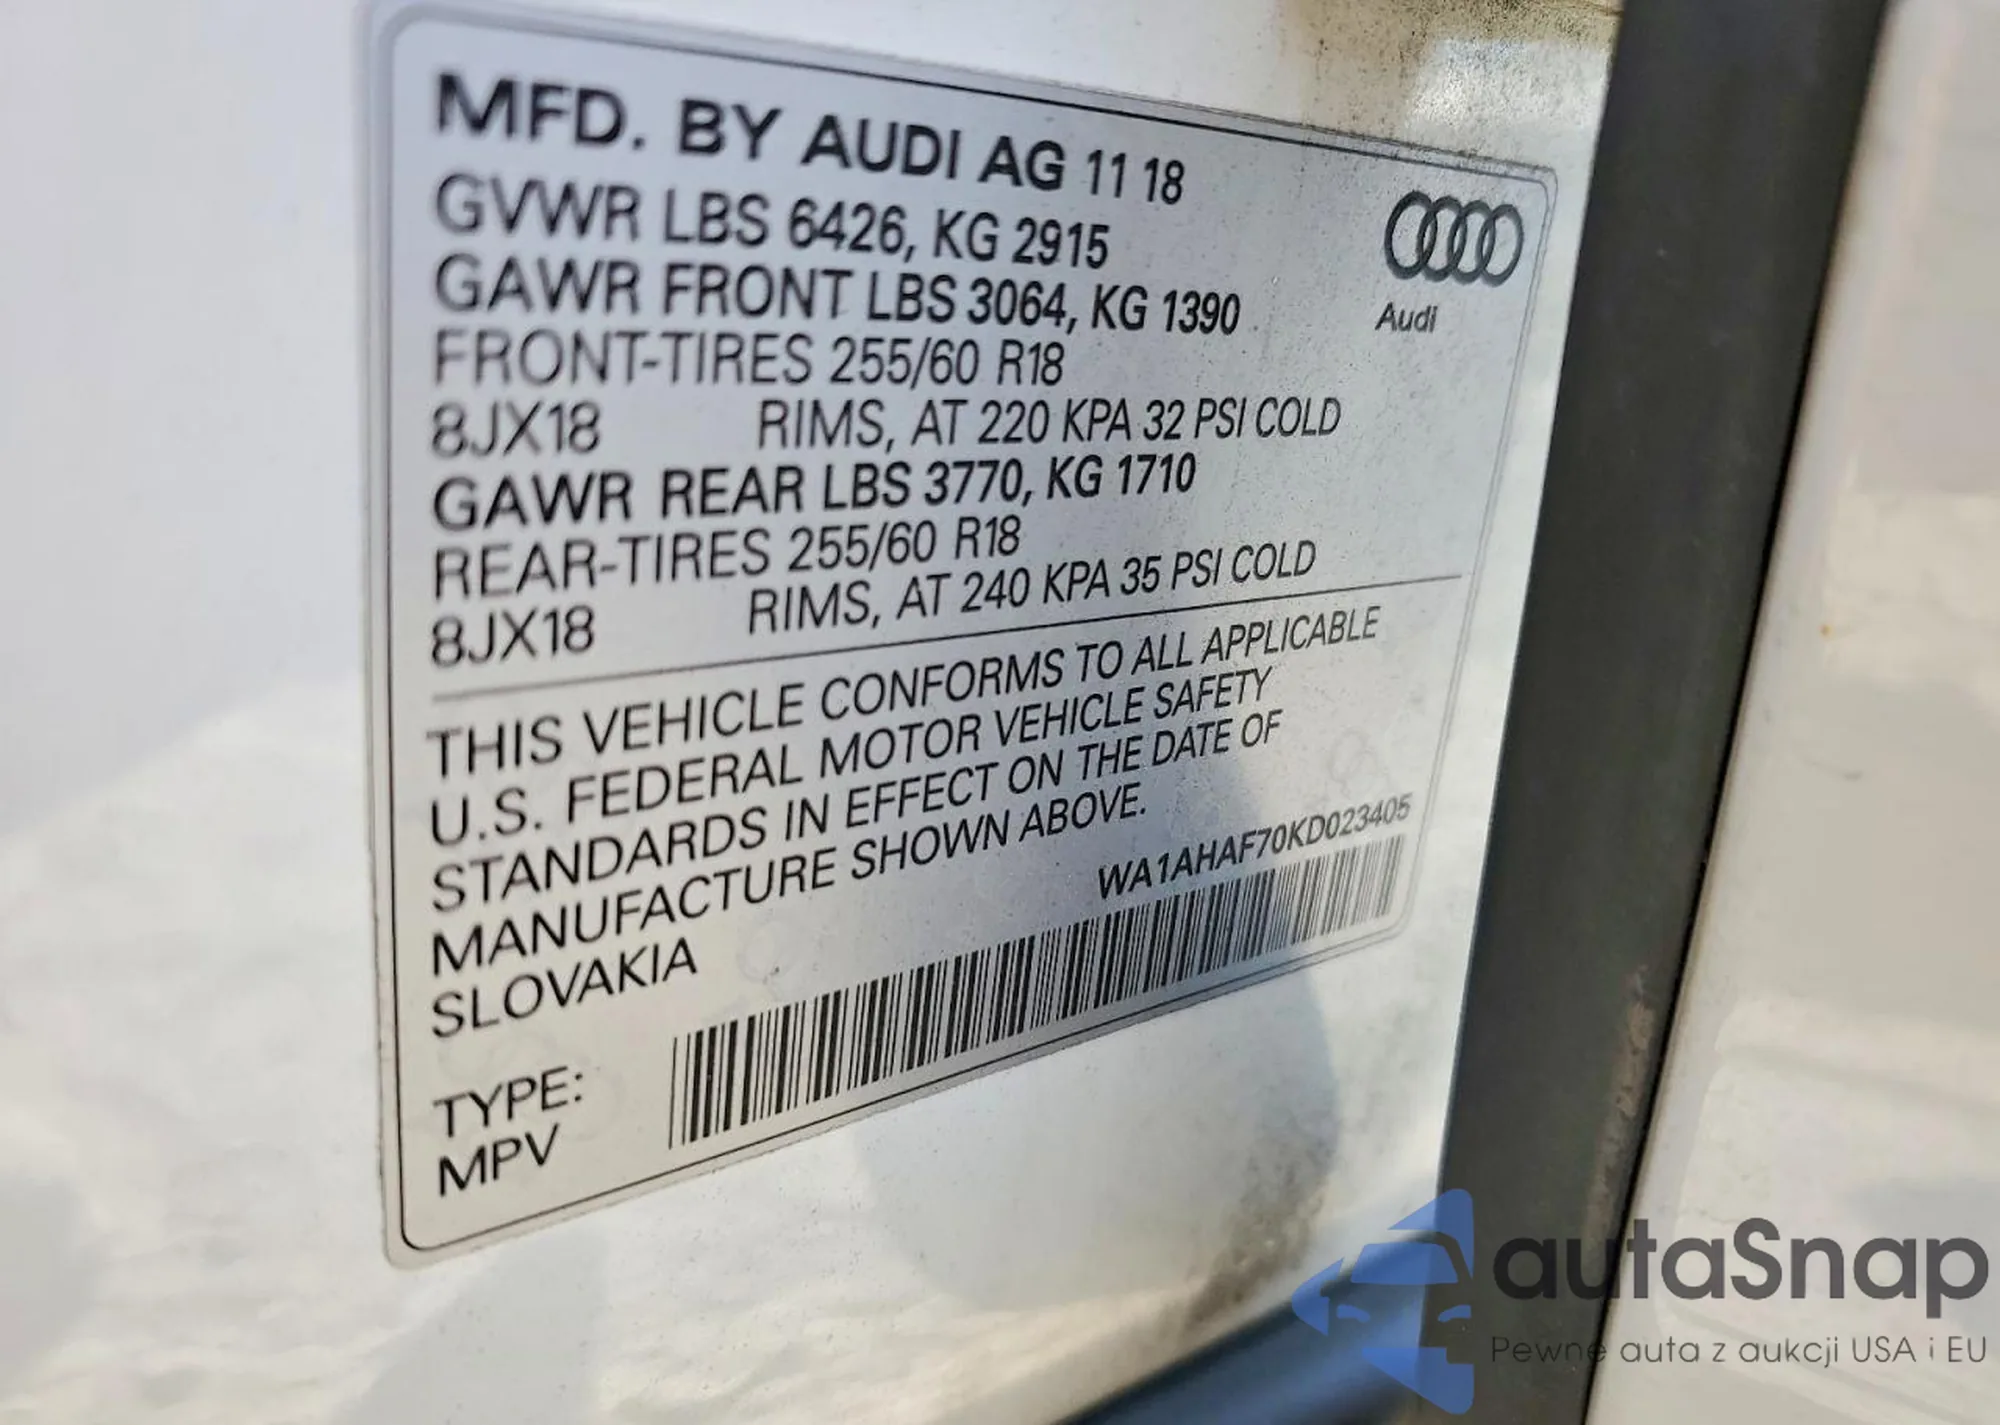 MFD. BY AUDI AG 11 18
GVWR LBS 6426, KG 2915
GAWR FRONT LBS 3064, KG 1390
FRONT-TIRES 255/60 R18
8JX18 RIMS, AT 220 KPA 32 PSI COLD
GAWR REAR LBS 3770, KG 1710
REAR-TIRES 255/60 R18
8JX18 RIMS, AT 240 KPA 35 PSI COLD
Audi
THIS VEHICLE CONFORMS TO ALL APPLICABLE
U.S. FEDERAL MOTOR VEHICLE SAFETY
STANDARDS IN EFFECT ON THE DATE OF
MANUFACTURE SHOWN ABOVE.
SLOVAKIA
WA1AHAF70KD023405
TYPE:
MPV
autaSnap
Pewne auta z aukcji USA i EU